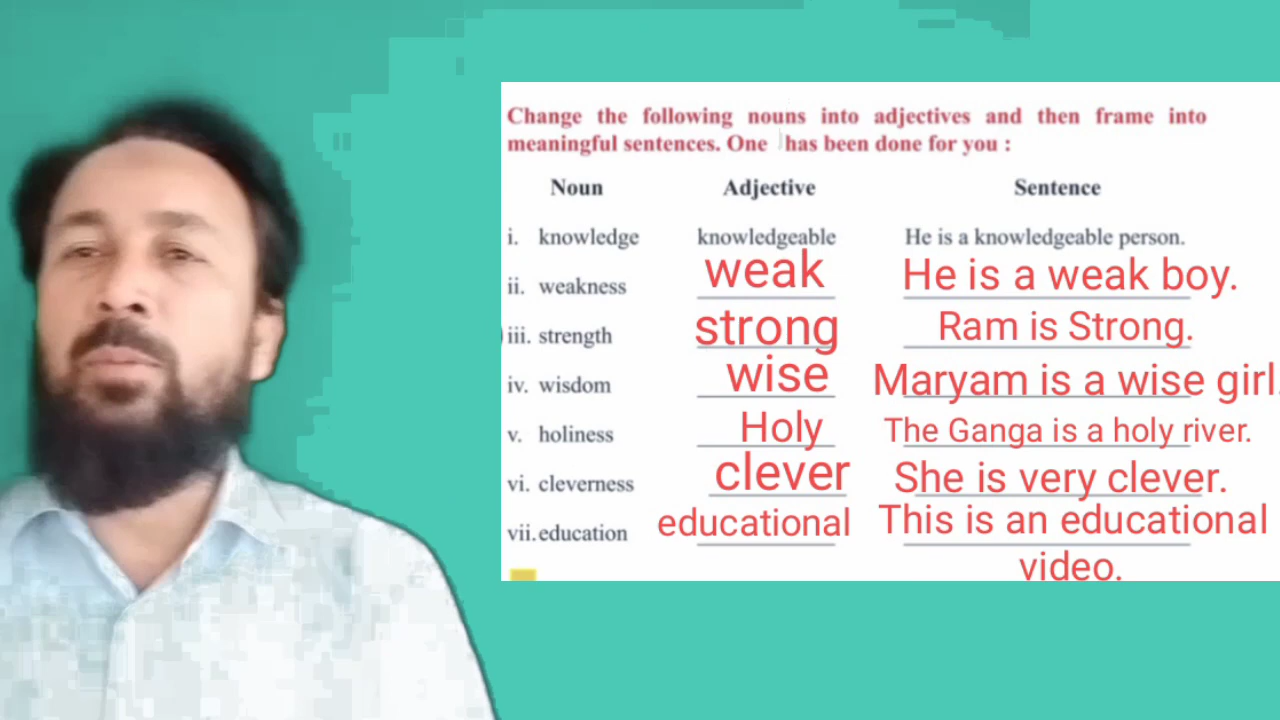 Change the following nouns into adjectives and then frame into
meaningful sentences. One has been done for you :
Noun Adjective Sentence
i. knowledge knowledgeable He is a knowledgeable person.
ii. weakness weak He is a weak boy.
iii. strength strong Ram is Strong.
iv. wisdom wise Maryam is a wise girl.
v. holiness Holy The Ganga is a holy river.
vi. cleverness clever She is very clever.
vii. education educational This is an educational
video.